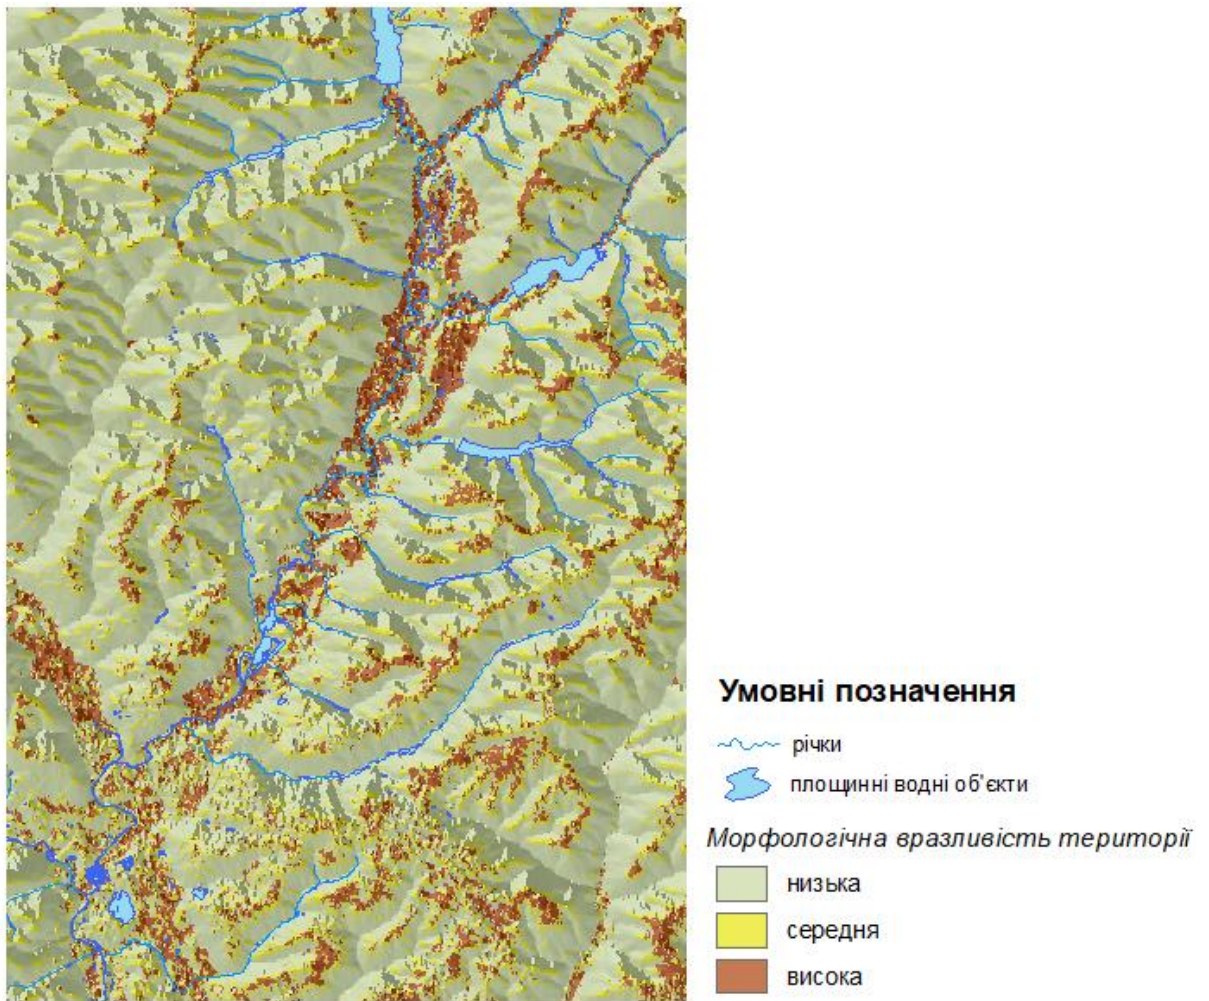 Умовні позначення
річки
площинні водні об'єкти
Морфологічна вразливість території
низька
середня
висока